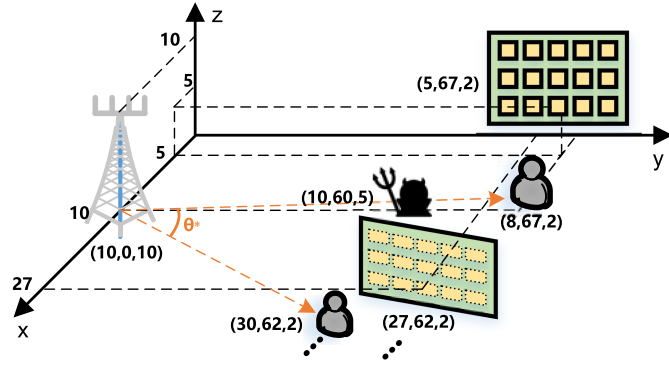 z
10
5
(5,67,2)
5
y
(10,60,5)
10
θ*
(8,67,2)
(10,0,10)
27
x
(30,62,2)
(27,62,2)